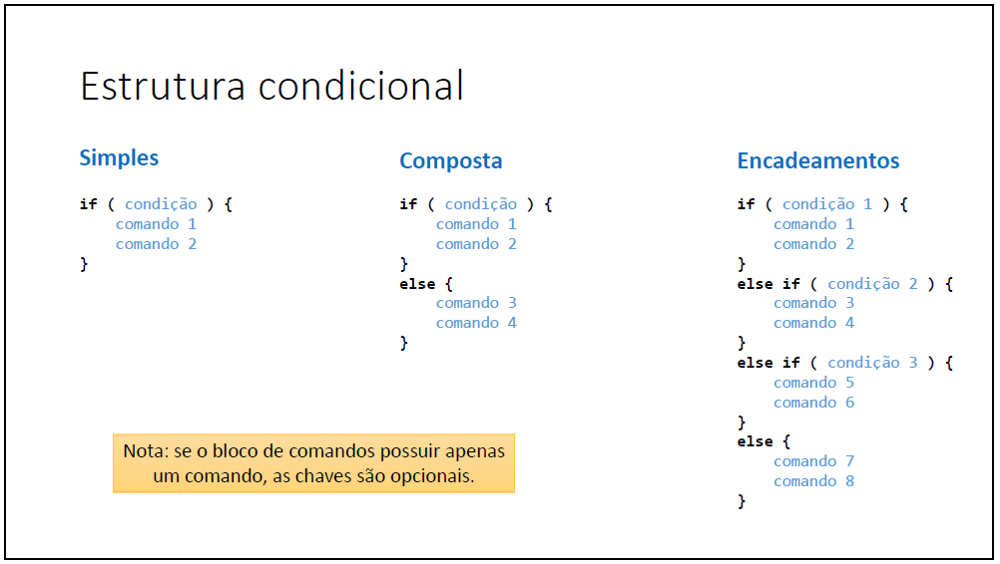 Estrutura condicional
Simples
if ( condição ) {
    comando 1
    comando 2
}
Composta
if ( condição ) {
    comando 1
    comando 2
}
else {
    comando 3
    comando 4
}
Encadeamentos
if ( condição 1 ) {
    comando 1
    comando 2
}
else if ( condição 2 ) {
    comando 3
    comando 4
}
else if ( condição 3 ) {
    comando 5
    comando 6
}
else {
    comando 7
    comando 8
}
Nota: se o bloco de comandos possuir apenas
um comando, as chaves são opcionais.